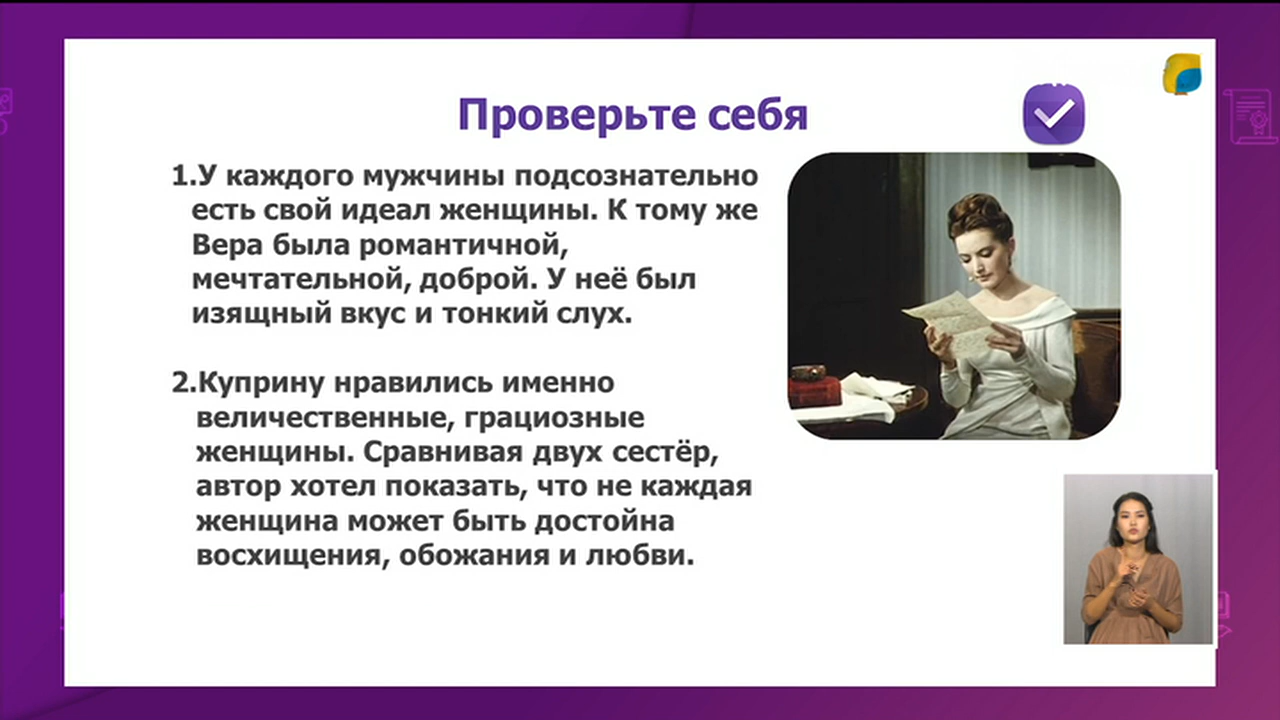 Проверьте себя
1.У каждого мужчины подсознательно
есть свой идеал женщины. К тому же
Вера была романтичной,
мечтательной, доброй. У неё был
изящный вкус и тонкий слух.
2.Куприну нравились именно
величественные, грациозные
женщины. Сравнивая двух сестёр,
автор хотел показать, что не каждая
женщина может быть достойна
восхищения, обожания и любви.